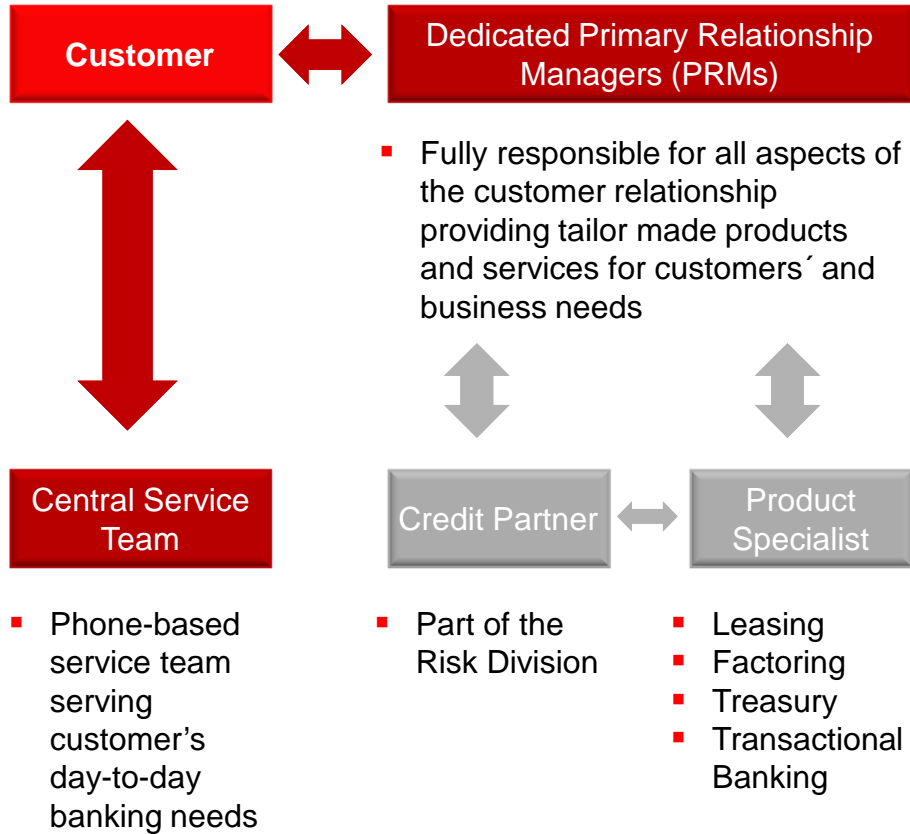 Customer
Dedicated Primary Relationship
Managers (PRMs)
▪ Fully responsible for all aspects of
the customer relationship
providing tailor made products
and services for customers´ and
business needs
Central Service
Team
Credit Partner
Product
Specialist
▪ Phone-based
service team
serving
customer’s
day-to-day
banking needs
▪ Part of the
Risk Division
▪ Leasing
▪ Factoring
▪ Treasury
▪ Transactional
Banking